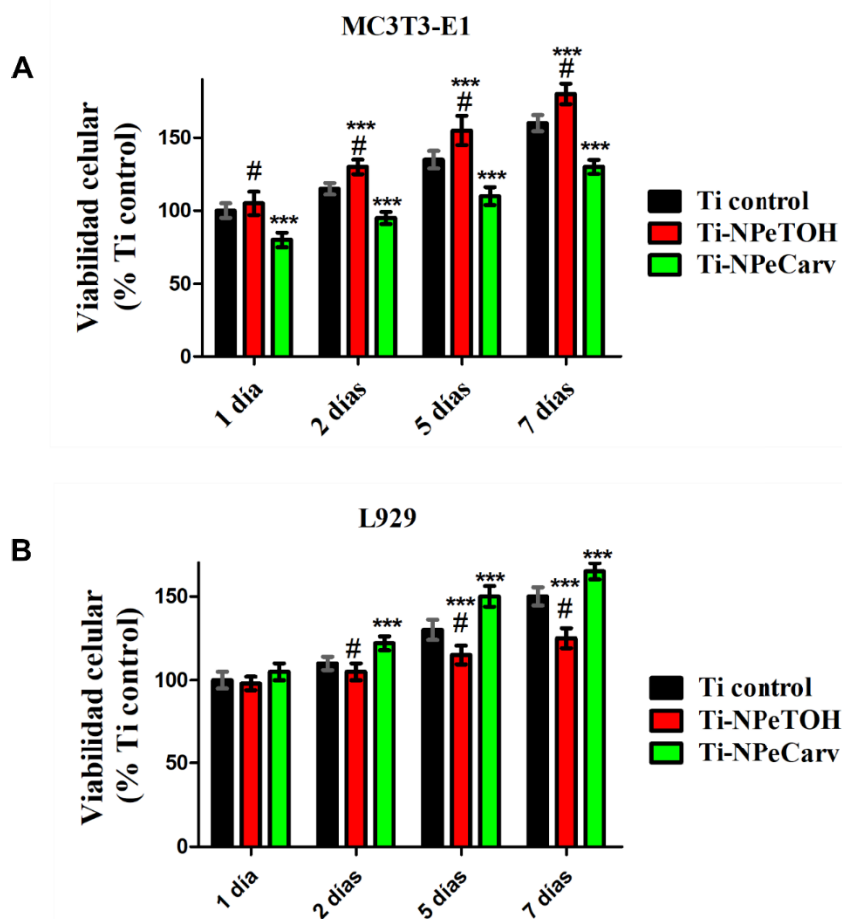 MC3T3-E1
A
Viabilidad celular
(% Ti control)
150
100
50
0
#
***
***
#
***
***
#
***
***
#
***
1 día
2 días
5 días
7 días
Ti control
Ti-NPeTOH
Ti-NPeCarv
L929
B
Viabilidad celular
(% Ti control)
150
100
50
0
#
***
***
#
***
***
#
***
1 día
2 días
5 días
7 días
Ti control
Ti-NPeTOH
Ti-NPeCarv